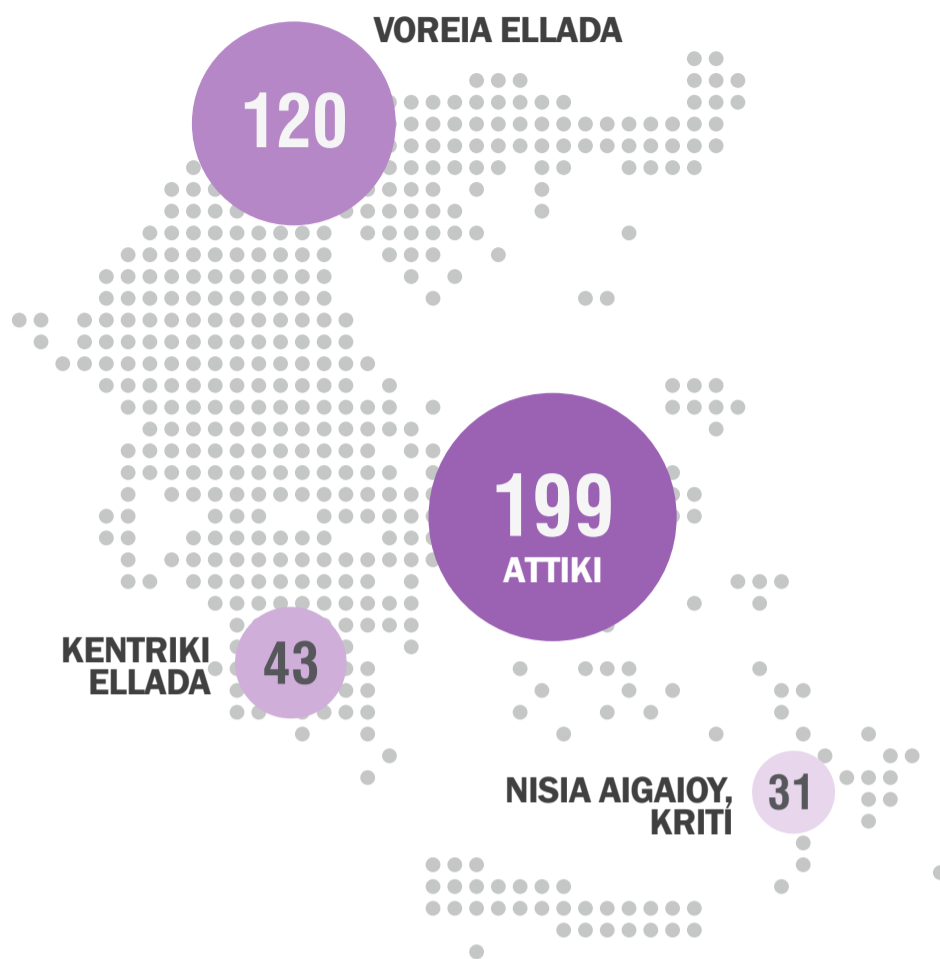 VOREIA ELLADA
120
199
ATTIKI
KENTRIKI
ELLADA
43
NISIA AIGAIOY,
KRITI
31